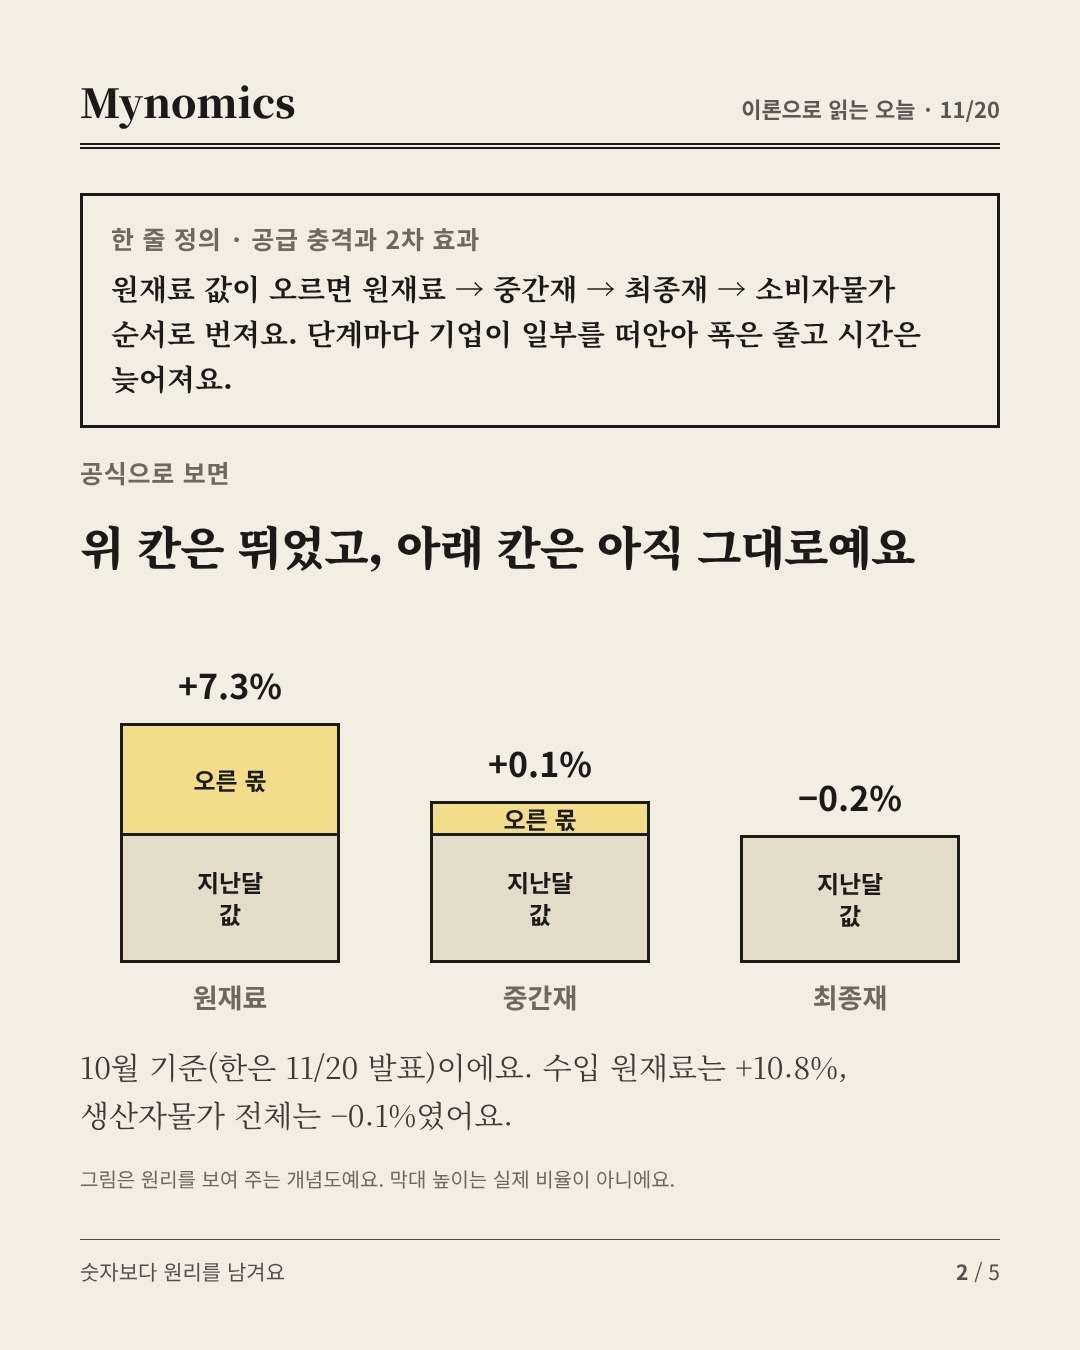 Mynomics
이론으로 읽는 오늘 · 11/20
한 줄 정의 · 공급 충격과 2차 효과
원재료 값이 오르면 원재료 → 중간재 → 최종재 → 소비자물가
순서로 번져요. 단계마다 기업이 일부를 떠안아 폭은 줄고 시간은
늦어져요.
공식으로 보면
위 칸은 뛰었고, 아래 칸은 아직 그대로예요
+7.3%
오른 몫
지난달
값
원재료
+0.1%
오른 몫
지난달
값
중간재
−0.2%
지난달
값
최종재
10월 기준(한은 11/20 발표)이에요. 수입 원재료는 +10.8%,
생산자물가 전체는 −0.1%였어요.
그림은 원리를 보여 주는 개념도예요. 막대 높이는 실제 비율이 아니에요.
숫자보다 원리를 남겨요
2 / 5